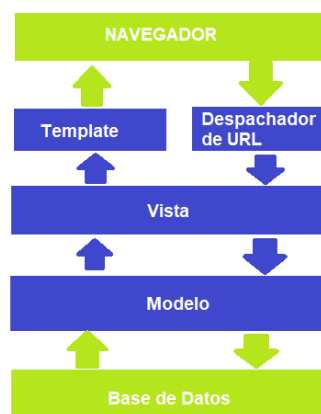 NAVEGADOR
Template
Despachador
de URL
Vista
Modelo
Base de Datos